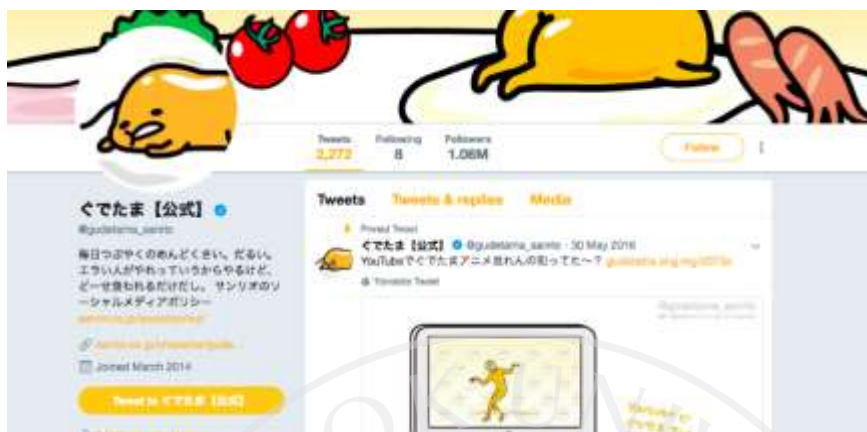 Tweets Following Followers
2,272 8 1.06M
Follow
ぐでたま【公式】
@gudetama_sanrio
毎日つぶやくのめんどくさい。だるい。
エラい人がやれっていうからやるけど、
どーせ食われるだけだし。 サンリオのソ
ーシャルメディアポリシー
Joined March 2014
Tweet to ぐでたま【公式】
Tweets Tweets & replies Media
Pinned Tweet
ぐでたま【公式】 @gudetama_sanrio · 30 May 2016
YouTubeでぐでたまアニメ見れんの知ってた〜?
Translate Tweet